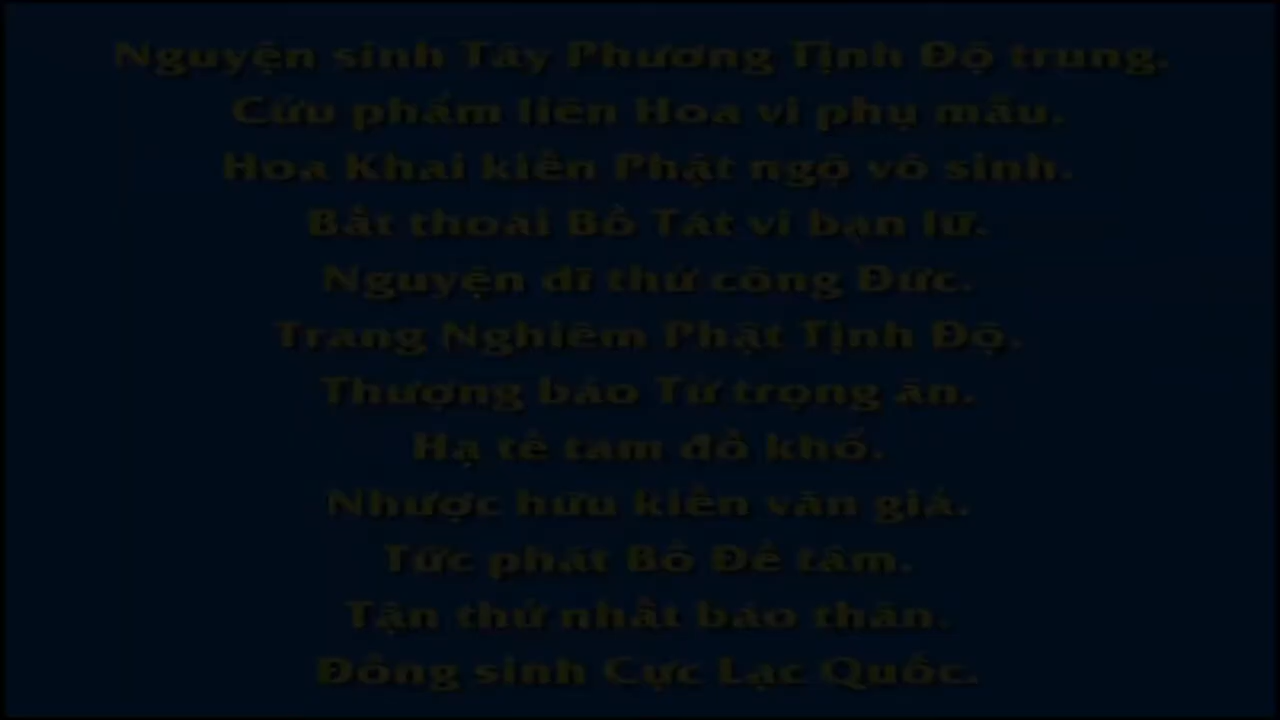 Nguyện sinh Tây Phương Tịnh Độ trung.
Cửu phẩm liên Hoa vi phụ mẫu.
Hoa Khai kiến Phật ngộ vô sinh.
Bất thoái Bồ Tát vi bạn lữ.
Nguyện dĩ thử công Đức.
Trang Nghiêm Phật Tịnh Độ.
Thượng báo Tứ trọng ân.
Hạ tế tam đồ khổ.
Nhược hữu kiến văn giả.
Tức phát Bồ Đề tâm.
Tận thử nhất báo thân.
Đồng sinh Cực Lạc Quốc.